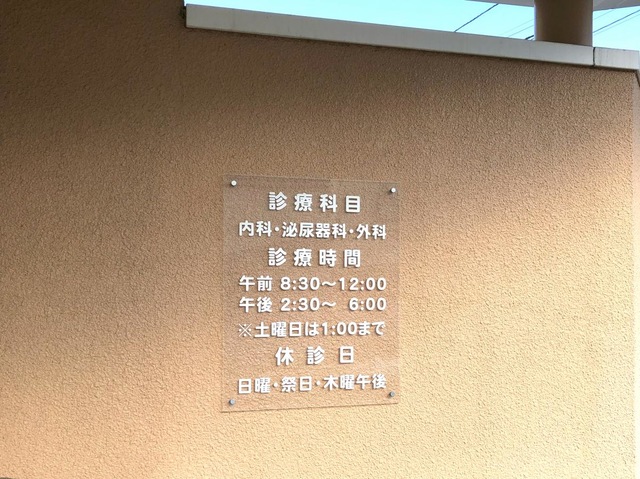 診療科目
内科・泌尿器科・外科
診療時間
午前 8:30〜12:00
午後 2:30〜 6:00
※土曜日は1:00まで
休診日
日曜・祭日・木曜午後